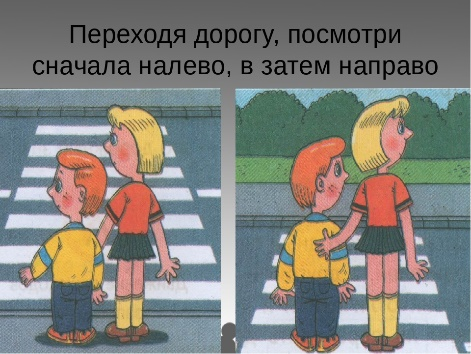 Переходя дорогу, посмотри
сначала налево, в затем направо